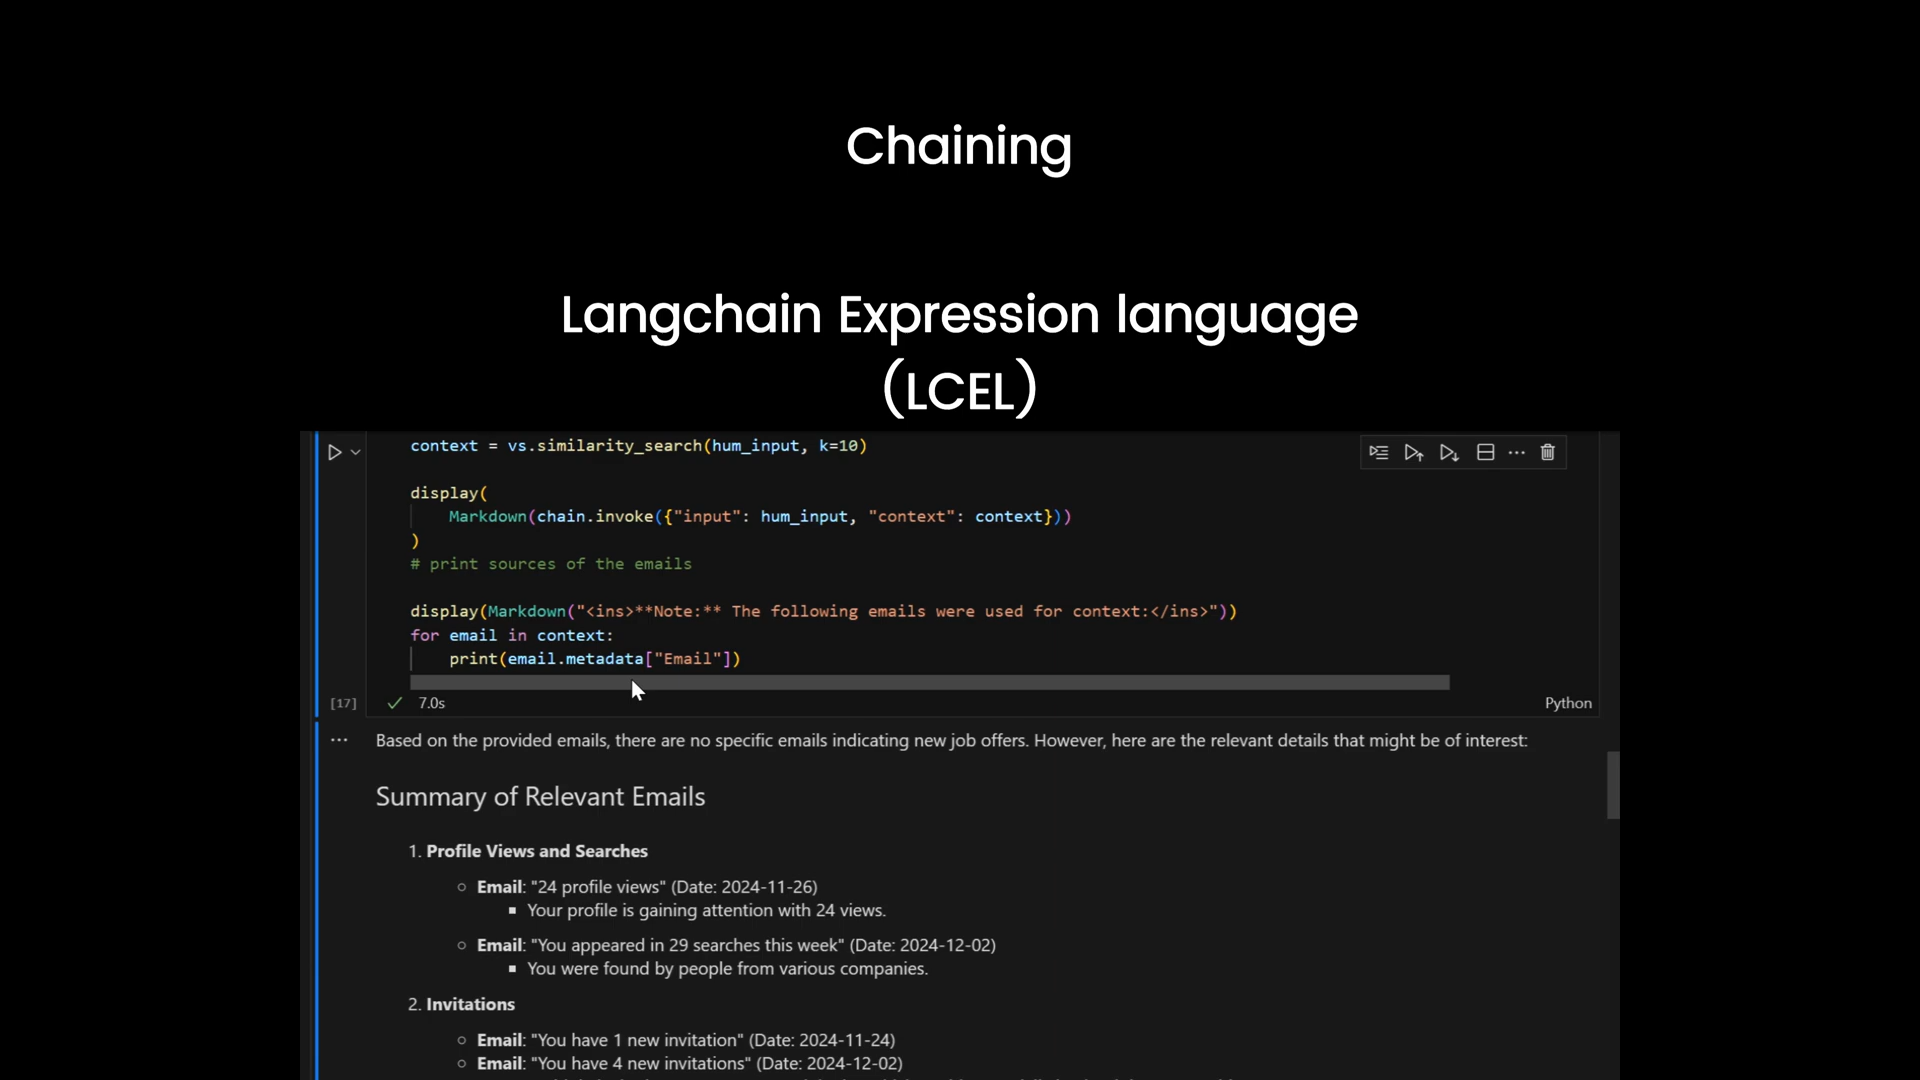 Chaining
Langchain Expression language
(LCEL)
context = vs.similarity_search(hum_input, k=10)
display(
Markdown(chain.invoke({"input": hum_input, "context": context}))
)
# print sources of the emails
display(Markdown("<ins>**Note:** The following emails were used for context:</ins>"))
for email in context:
print(email.metadata["Email"])
[17]
7.0s
Python
Based on the provided emails, there are no specific emails indicating new job offers. However, here are the relevant details that might be of interest:
Summary of Relevant Emails
1. Profile Views and Searches
Email: "24 profile views" (Date: 2024-11-26)
Your profile is gaining attention with 24 views.
Email: "You appeared in 29 searches this week" (Date: 2024-12-02)
You were found by people from various companies.
2. Invitations
Email: "You have 1 new invitation" (Date: 2024-11-24)
Email: "You have 4 new invitations" (Date: 2024-12-02)